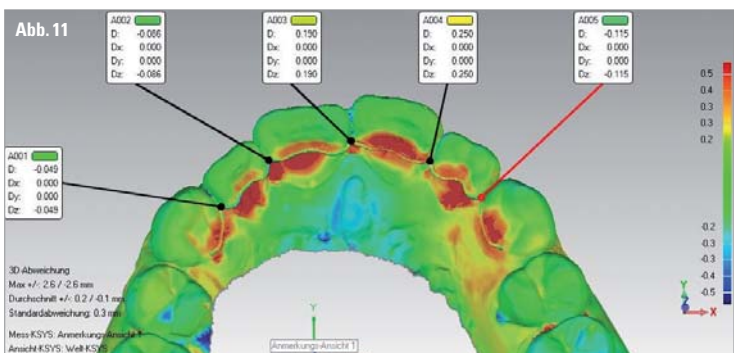 Abb. 11
A002
D: -0.086
Dx: 0.000
Dy: 0.000
Dz: -0.086
A003
D: 0.190
Dx: 0.000
Dy: 0.000
Dz: 0.190
A004
D: 0.250
Dx: 0.000
Dy: 0.000
Dz: 0.250
A005
D: -0.115
Dx: 0.000
Dy: 0.000
Dz: -0.115
A001
D: -0.049
Dx: 0.000
Dy: 0.000
Dz: -0.049
0.5
0.4
0.3
0.3
0.2
-0.2
-0.3
-0.3
-0.4
-0.5
3D-Abweichung
Max +/-: 2.6 / -2.6 mm
Durchschnitt +/-: 0.2 / -0.1 mm
Standardabweichung: 0.3 mm
Mess-KSYS: Anmerkungs-Ansicht 1
Ansicht-KSYS: Welt-KSYS
Y
Anmerkungs-Ansicht 1
Y
Z
X